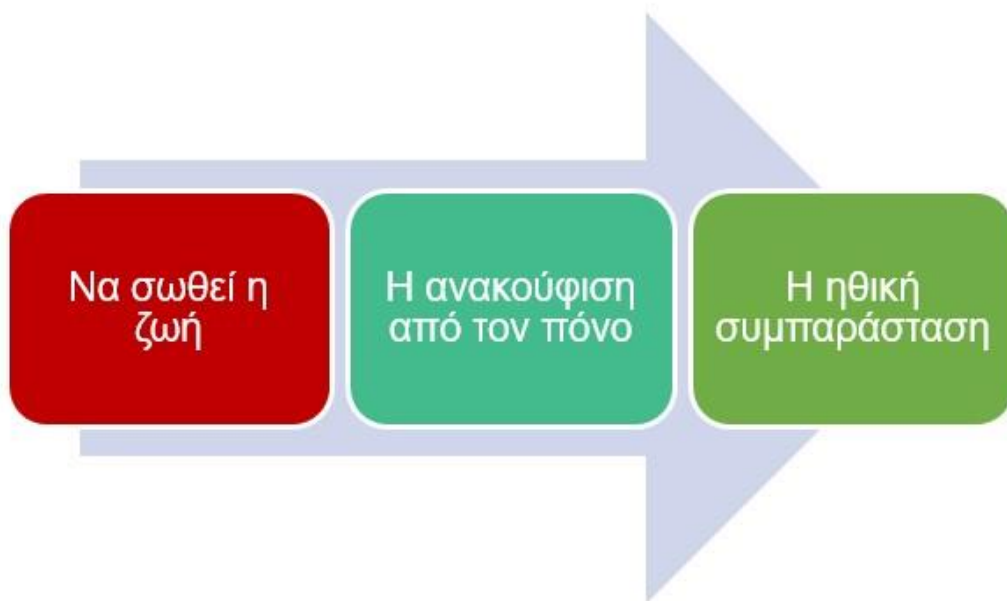 Να σωθεί η
ζωή
Η ανακούφιση
από τον πόνο
Η ηθική
συμπαράσταση